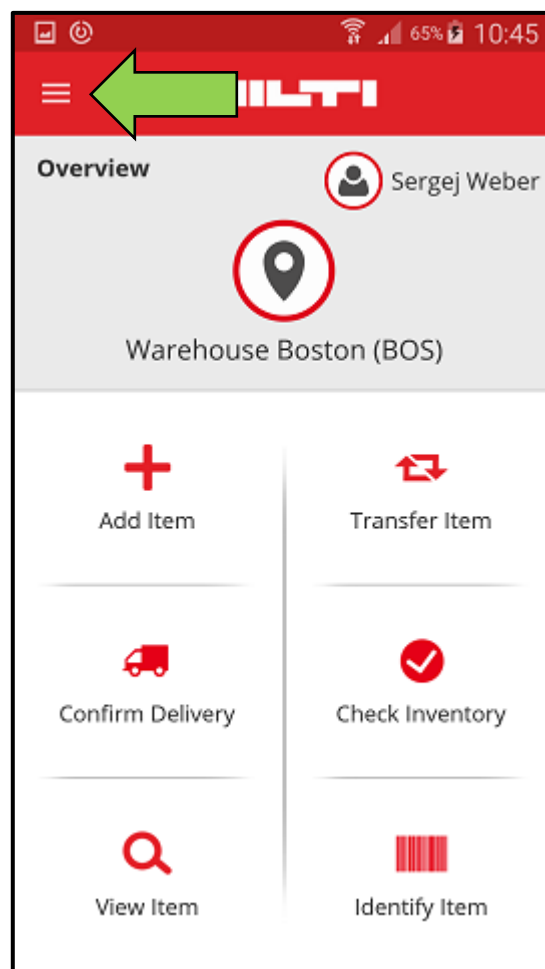 65% 10:45
HILTI
Overview
Sergej Weber
Warehouse Boston (BOS)
Add Item
Transfer Item
Confirm Delivery
Check Inventory
View Item
Identify Item